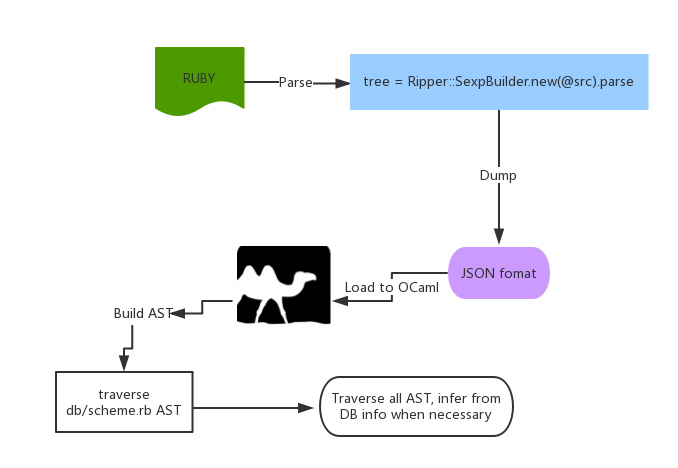 RUBY
Parse
tree = Ripper::SexpBuilder.new(@src).parse
Dump
JSON fomat
Load to OCaml
Build AST
traverse
db/scheme.rb AST
Traverse all AST, infer from
DB info when necessary